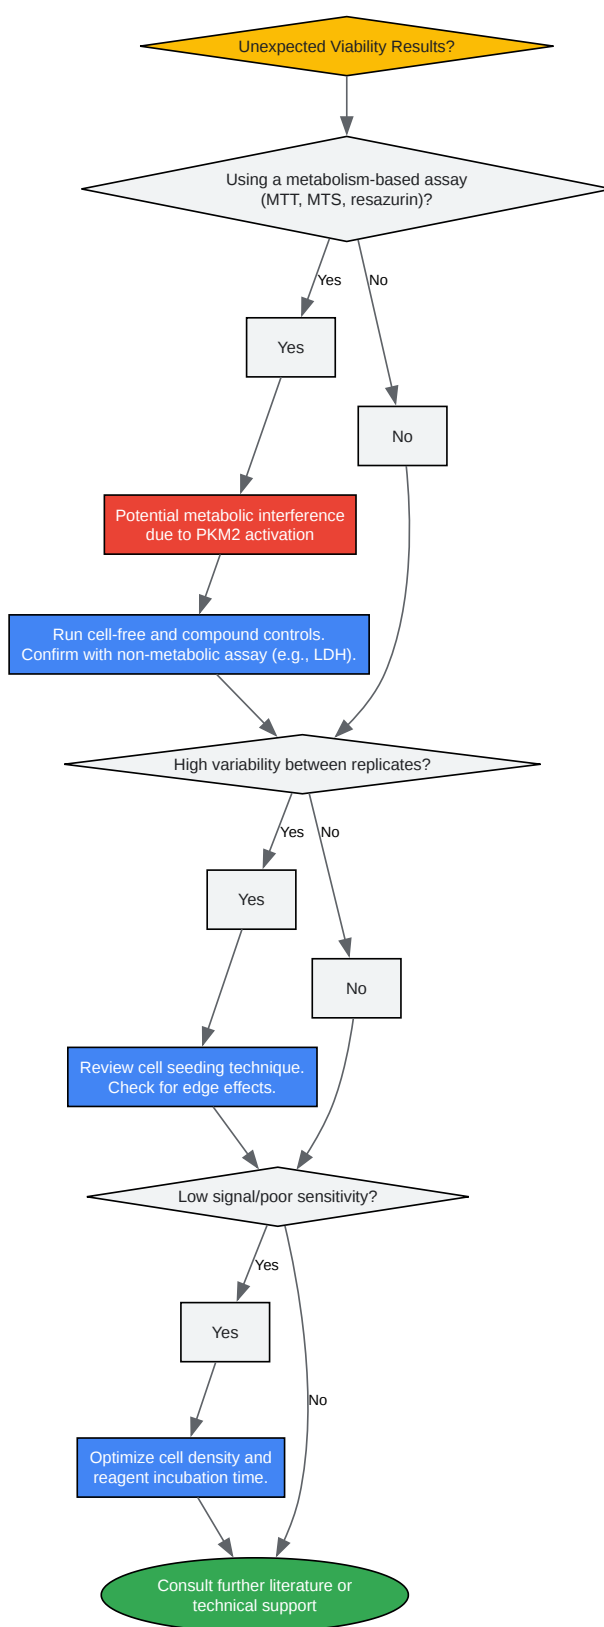 Unexpected Viability Results?
Using a metabolism-based assay
(MTT, MTS, resazurin)?
Yes
No
Yes
No
Potential metabolic interference
due to PKM2 activation
Run cell-free and compound controls.
Confirm with non-metabolic assay (e.g., LDH).
High variability between replicates?
Yes
No
Yes
No
Review cell seeding technique.
Check for edge effects.
Low signal/poor sensitivity?
Yes
Yes
No
Optimize cell density and
reagent incubation time.
Consult further literature or
technical support